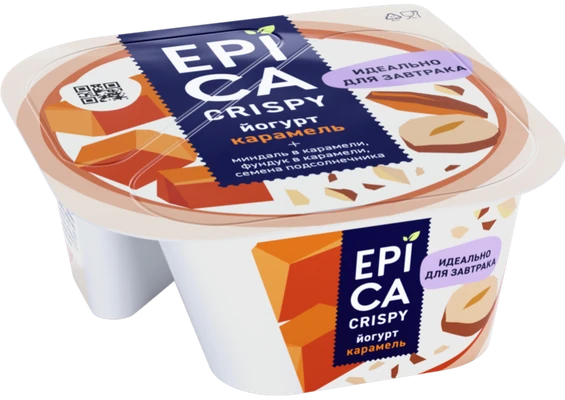 EPI
CA
CRISPY
йогурт
карамель
+
миндаль в карамели,
фундук в карамели,
семена подсолнечника
ИДЕАЛЬНО
ДЛЯ ЗАВТРАКА
EPI
CA
CRISPY
йогурт
карамель
ИДЕАЛЬНО
ДЛЯ ЗАВТРАКА